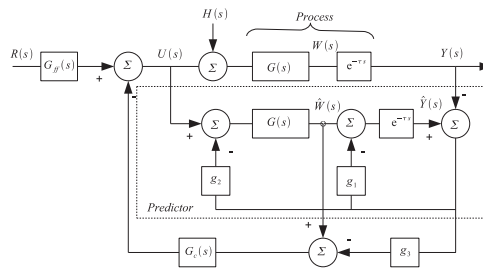 H(s) Process
R(s) U(s) W(s) Y(s)
G_ff(s) + Σ Σ G(s) e^{-τs}
- Ŵ(s) Ŷ(s) -
+ Σ G(s) Σ e^{-τs} + Σ
- -
g_2 g_1
Predictor
+
G_c(s) Σ - g_3